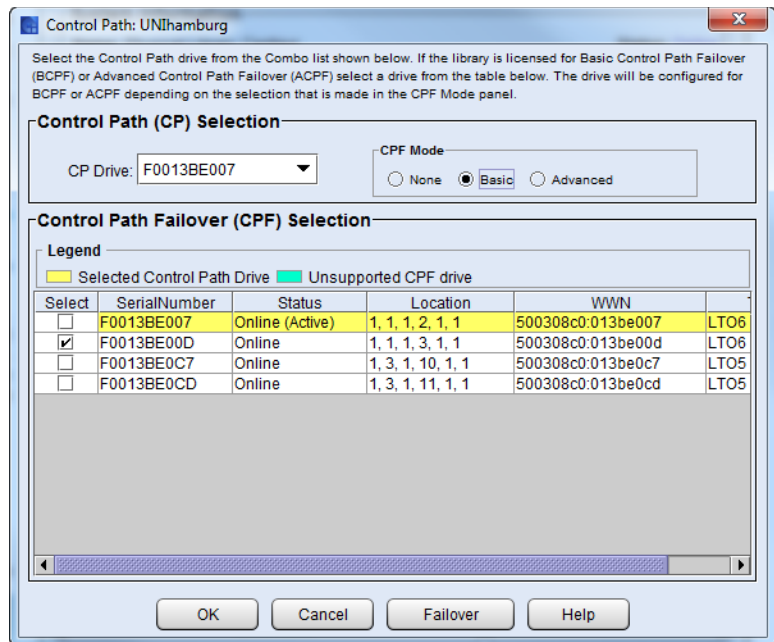 Control Path: UNIhamburg
Select the Control Path drive from the Combo list shown below. If the library is licensed for Basic Control Path Failover
(BCPF) or Advanced Control Path Failover (ACPF) select a drive from the table below. The drive will be configured for
BCPF or ACPF depending on the selection that is made in the CPF Mode panel.
Control Path (CP) Selection
CP Drive: F0013BE007
CPF Mode
None Basic Advanced
Control Path Failover (CPF) Selection
Legend
Selected Control Path Drive Unsupported CPF drive
Select SerialNumber Status Location WWN
F0013BE007 Online (Active) 1, 1, 1, 2, 1, 1 500308c0:013be007 LTO6
F0013BE00D Online 1, 1, 1, 3, 1, 1 500308c0:013be00d LTO6
F0013BE0C7 Online 1, 3, 1, 10, 1, 1 500308c0:013be0c7 LTO5
F0013BE0CD Online 1, 3, 1, 11, 1, 1 500308c0:013be0cd LTO5
OK Cancel Failover Help